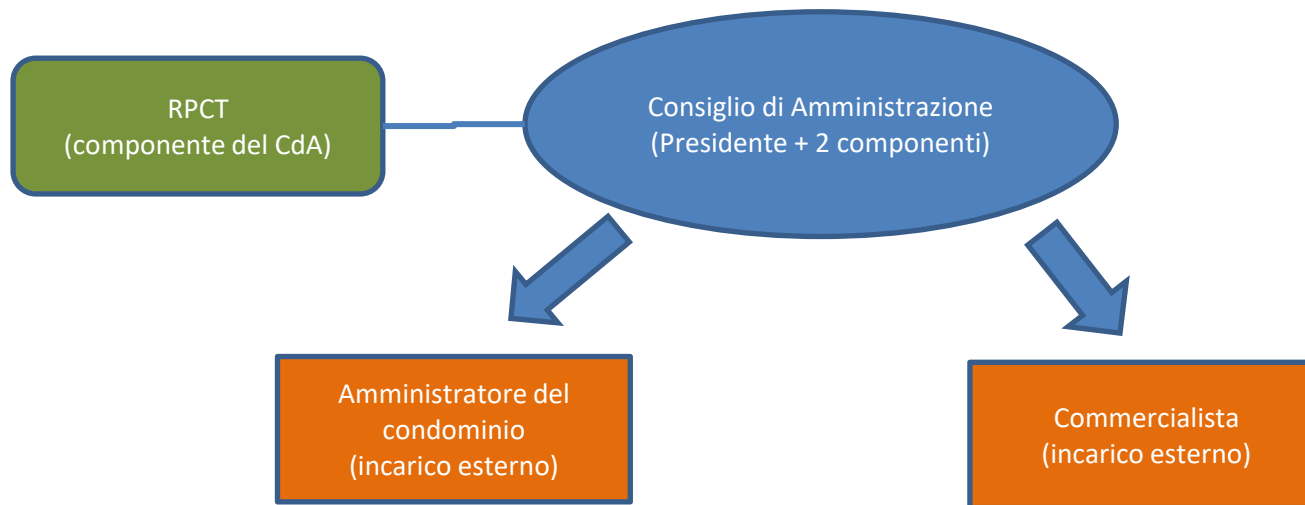 RPCT
(componente del CdA)
Consiglio di Amministrazione
(Presidente + 2 componenti)
Amministratore del
condominio
(incarico esterno)
Commercialista
(incarico esterno)